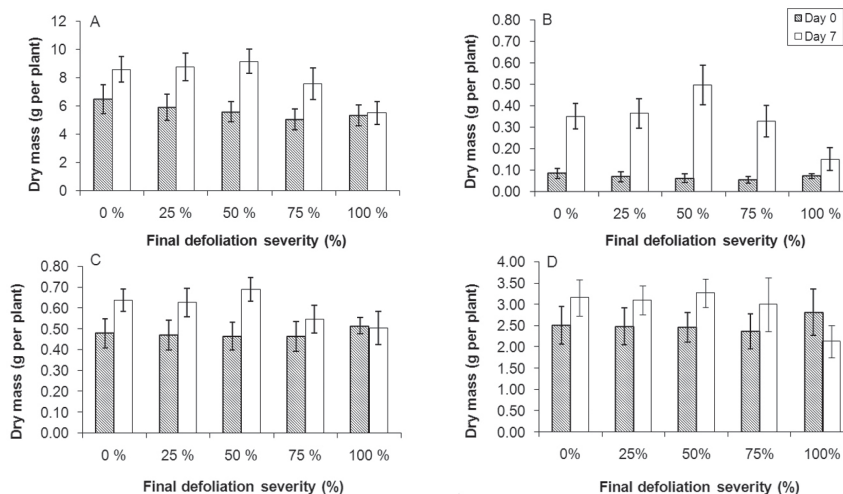 A
Dry mass (g per plant)
12
10
8
6
4
2
0
0 % 25 % 50 % 75 % 100 %
Final defoliation severity (%)
B
Day 0
Day 7
Dry mass (g per plant)
0.80
0.70
0.60
0.50
0.40
0.30
0.20
0.10
0.00
0 % 25 % 50 % 75 % 100 %
Final defoliation severity (%)
C
Dry mass (g per plant)
0.80
0.70
0.60
0.50
0.40
0.30
0.20
0.10
0.00
0 % 25 % 50 % 75 % 100 %
Final defoliation severity (%)
D
Dry mass (g per plant)
4.00
3.50
3.00
2.50
2.00
1.50
1.00
0.50
0.00
0% 25% 50% 75% 100%
Final defoliation severity (%)